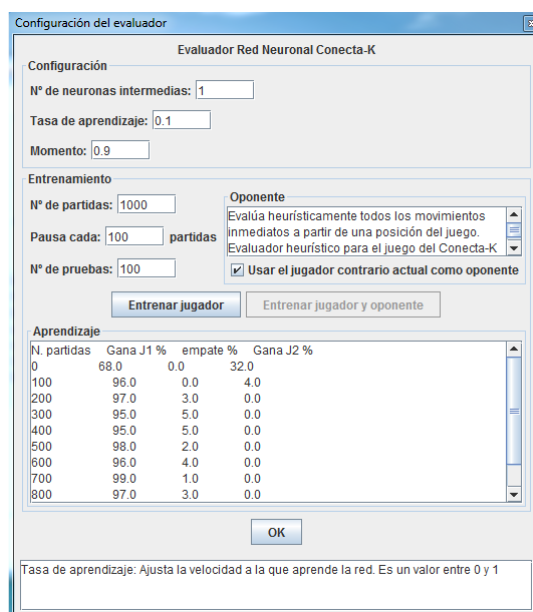 Configuración del evaluador
Evaluador Red Neuronal Conecta-K
Configuración
Nº de neuronas intermedias: 1
Tasa de aprendizaje: 0.1
Momento: 0.9
Entrenamiento
Nº de partidas: 1000
Pausa cada: 100 partidas
Nº de pruebas: 100
Oponente
Evalúa heurísticamente todos los movimientos
inmediatos a partir de una posición del juego.
Evaluador heurístico para el juego del Conecta-K
Usar el jugador contrario actual como oponente
Entrenar jugador
Entrenar jugador y oponente
Aprendizaje
N. partidas Gana J1 % empate % Gana J2 %
0 68.0 0.0 32.0
100 96.0 0.0 4.0
200 97.0 3.0 0.0
300 95.0 5.0 0.0
400 95.0 5.0 0.0
500 98.0 2.0 0.0
600 96.0 4.0 0.0
700 99.0 1.0 0.0
800 97.0 3.0 0.0
OK
Tasa de aprendizaje: Ajusta la velocidad a la que aprende la red. Es un valor entre 0 y 1